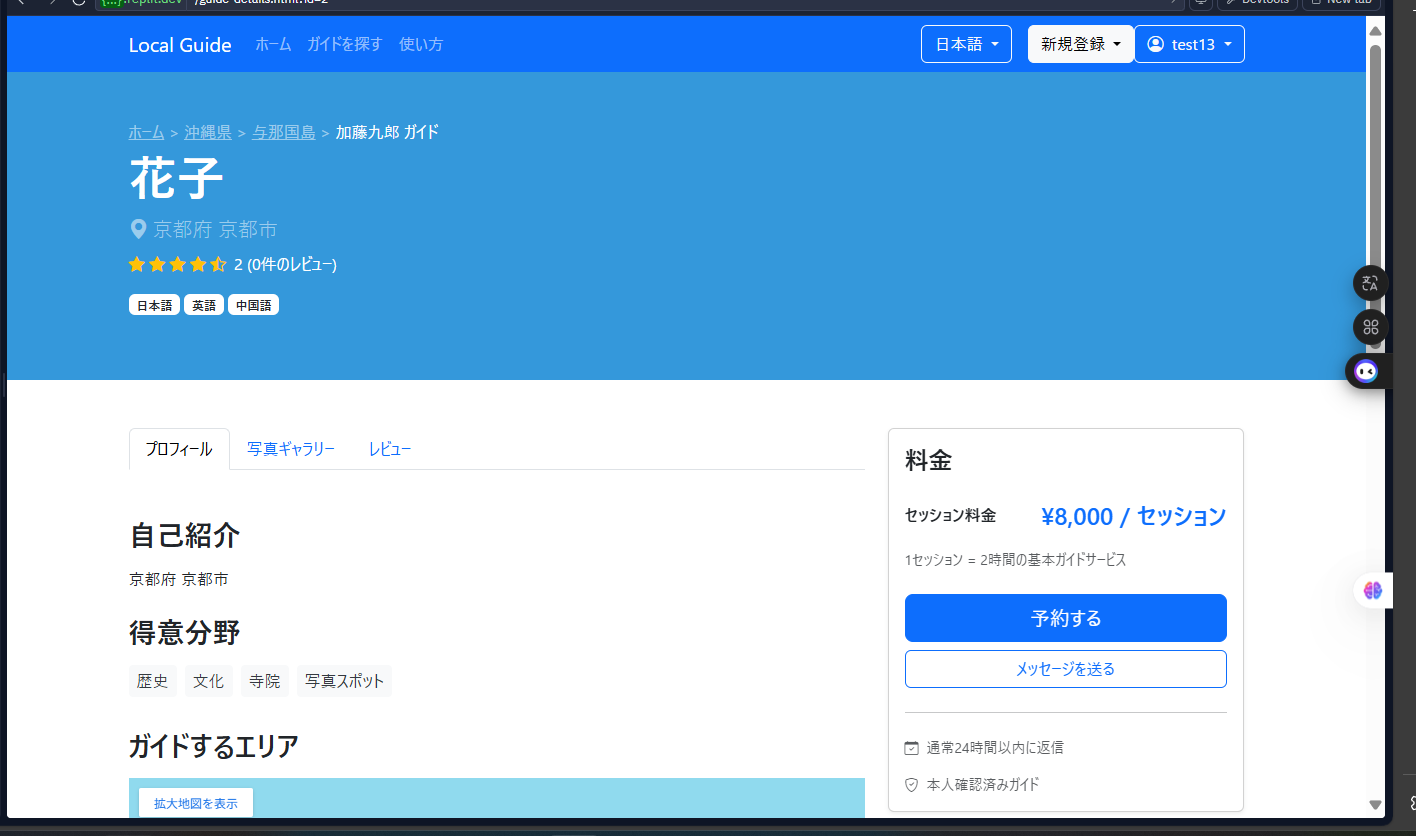 .replit.dev /guide-details.html?id=2 Devtools New tab
Local Guide ホーム ガイドを探す 使い方 日本語 新規登録 test13
ホーム > 沖縄県 > 与那国島 > 加藤九郎 ガイド
花子
京都府 京都市
2 (0件のレビュー)
日本語 英語 中国語
プロフィール 写真ギャラリー レビュー
自己紹介
京都府 京都市
得意分野
歴史 文化 寺院 写真スポット
ガイドするエリア
拡大地図を表示
料金
セッション料金 ¥8,000 / セッション
1セッション = 2時間の基本ガイドサービス
予約する
メッセージを送る
通常24時間以内に返信
本人確認済みガイド